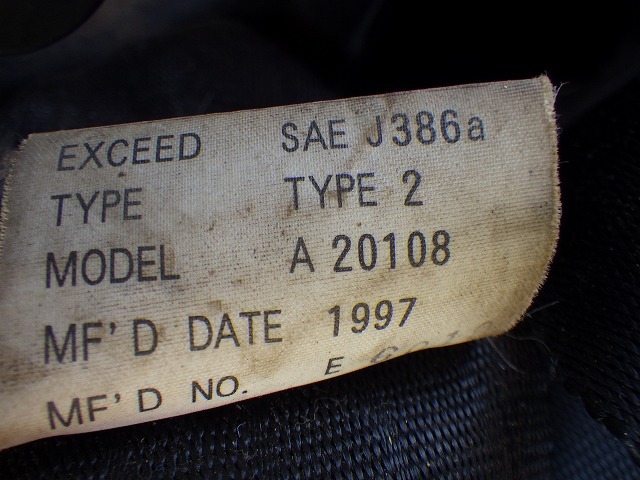 EXCEED SAE J386a
TYPE TYPE 2
MODEL A 20108
MF'D DATE 1997
MF'D NO. E